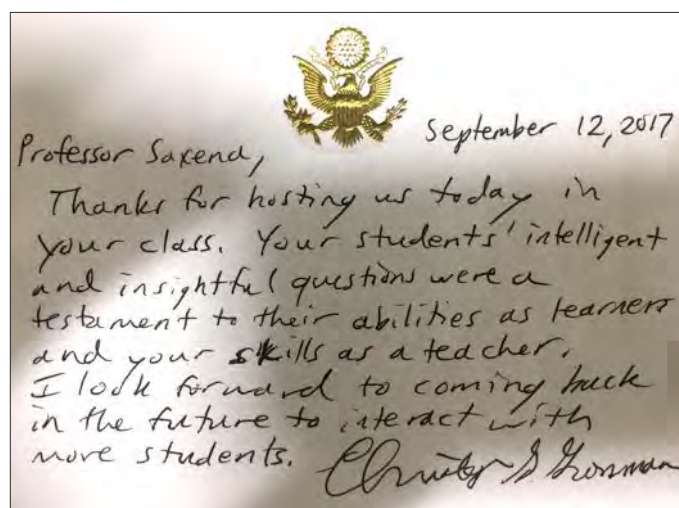 September 12, 2017
Professor Saxena,
Thanks for hosting us today in
your class. Your students' intelligent
and insightful questions were a
testament to their abilities as learners
and your skills as a teacher.
I look forward to coming back
in the future to interact with
more students.